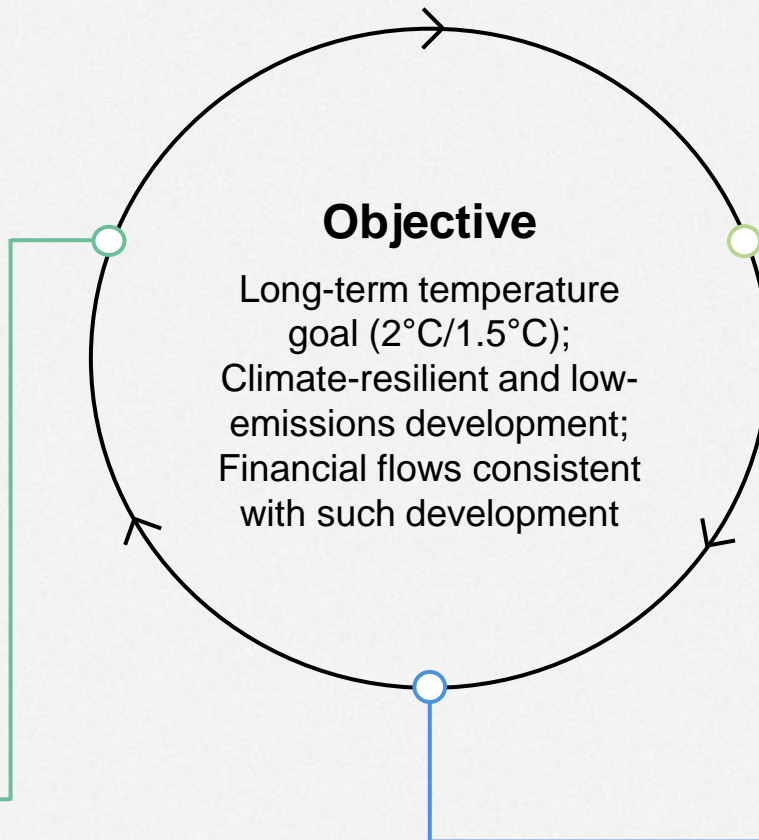 Objective
Long-term temperature
goal (2°C/1.5°C);
Climate-resilient and low-
emissions development;
Financial flows consistent
with such development